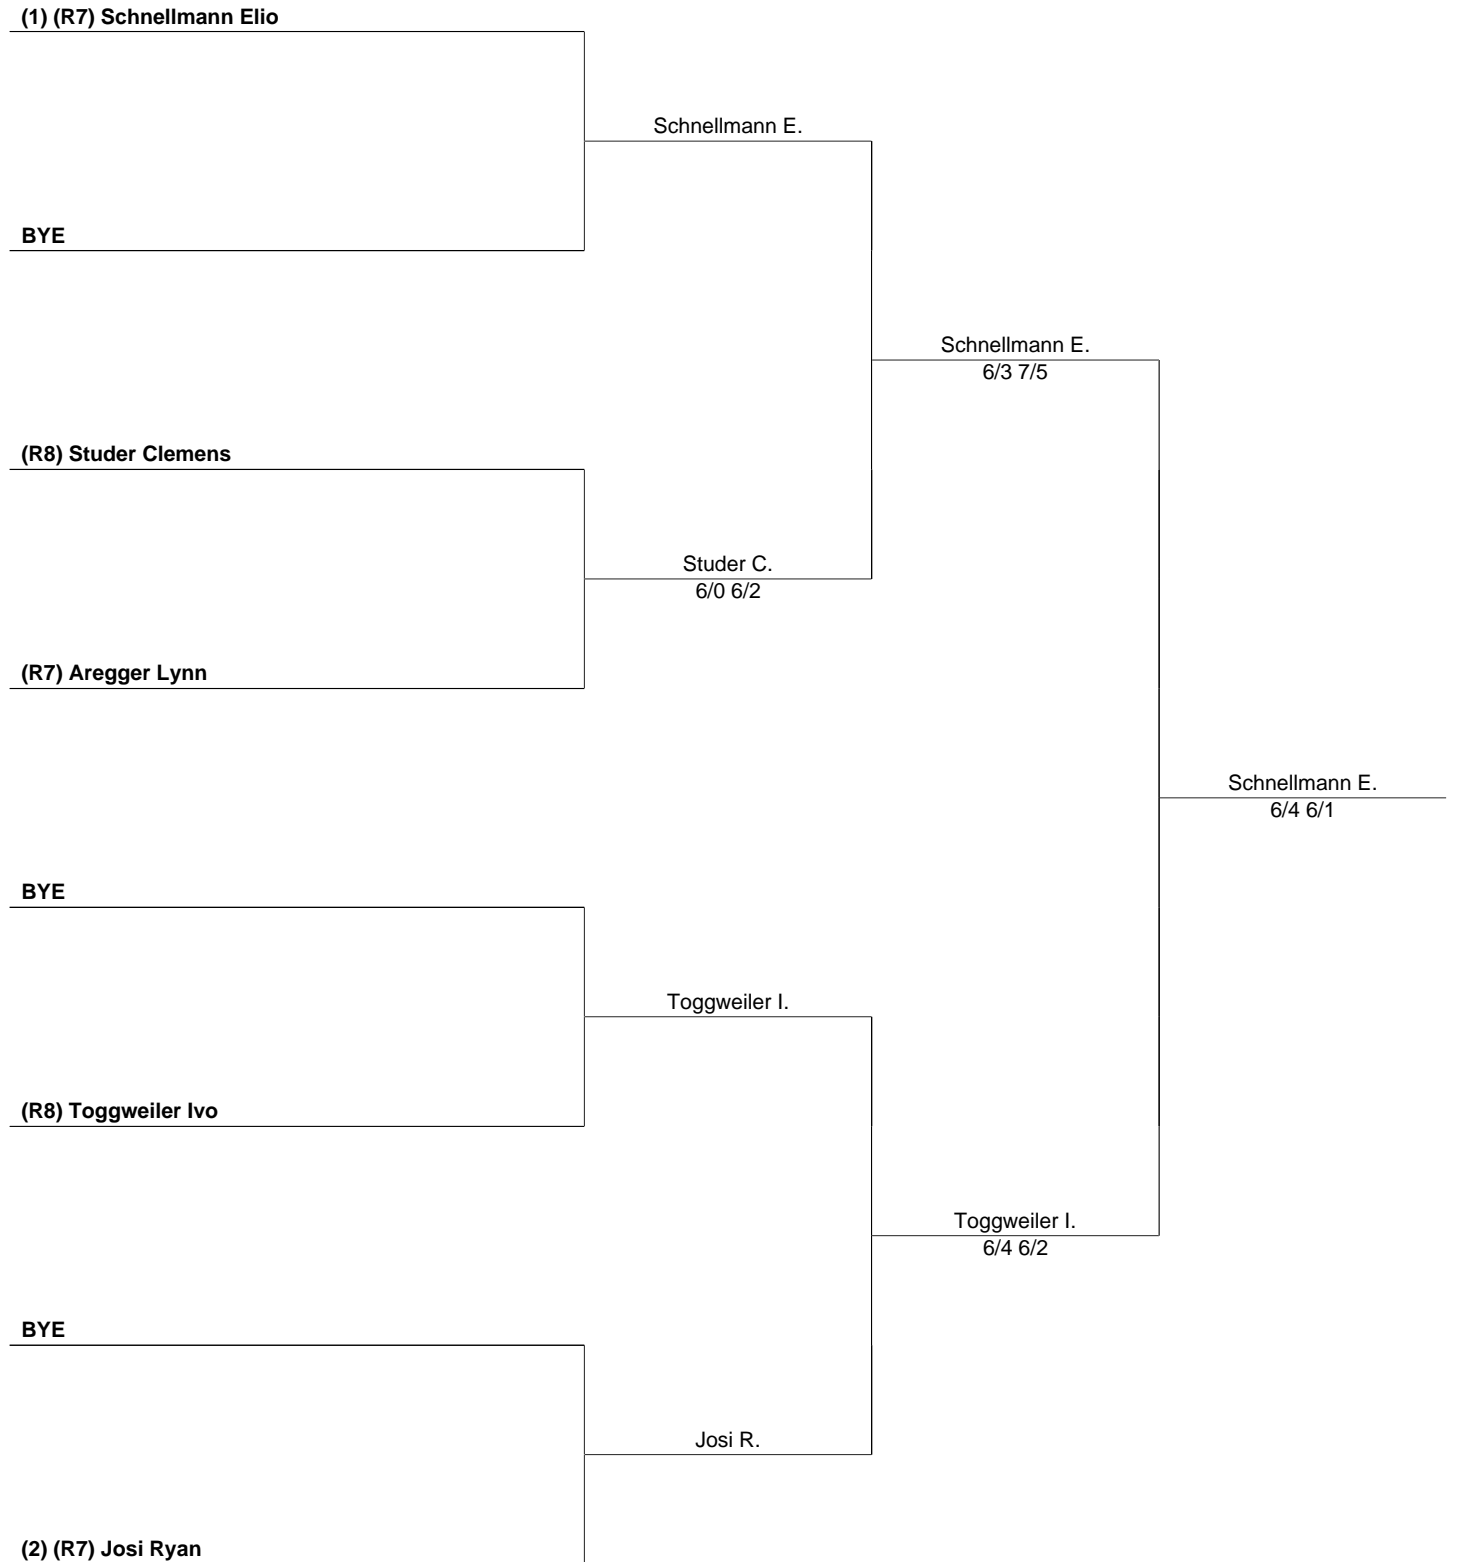 (1) (R7) Schnellmann Elio
Schnellmann E.
BYE
Schnellmann E.
6/3 7/5
(R8) Studer Clemens
Studer C.
6/0 6/2
(R7) Aregger Lynn
Schnellmann E.
6/4 6/1
BYE
Toggweiler I.
(R8) Toggweiler Ivo
Toggweiler I.
6/4 6/2
BYE
Josi R.
(2) (R7) Josi Ryan